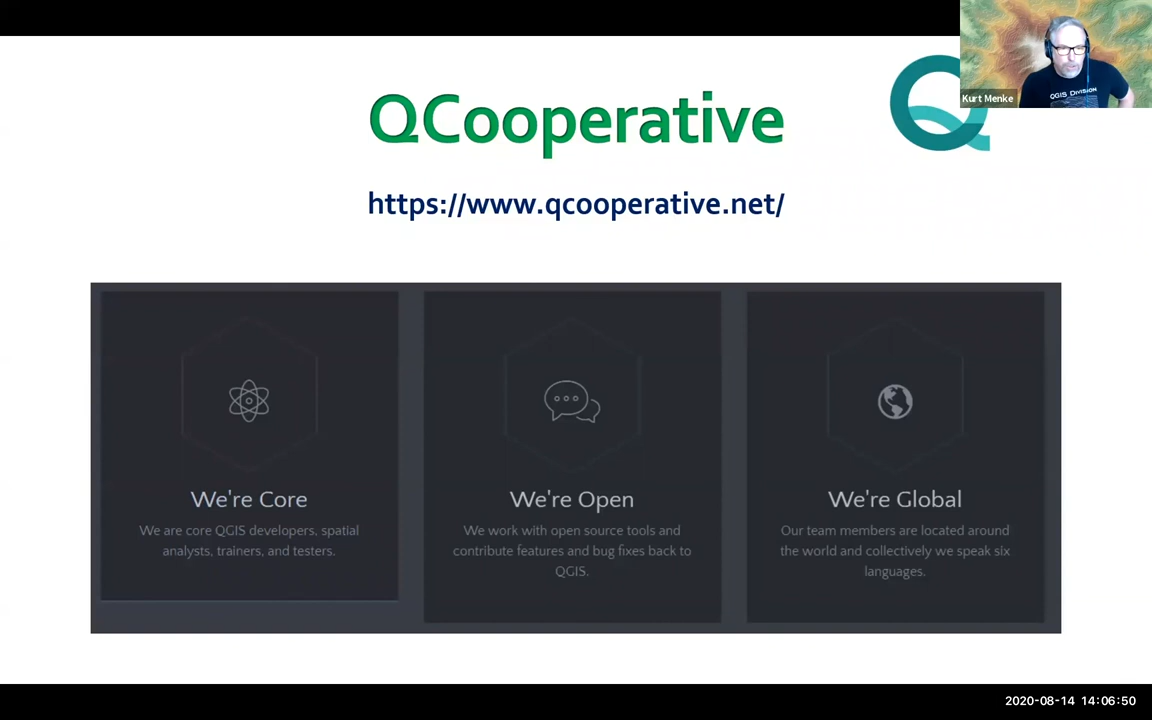 QCooperative
https://www.qcooperative.net/
Kurt Menke
QGIS DIVISION
We're Core
We are core QGIS developers, spatial
analysts, trainers, and testers.
We're Open
We work with open source tools and
contribute features and bug fixes back to
QGIS.
We're Global
Our team members are located around
the world and collectively we speak six
languages.
2020-08-14 14:06:50